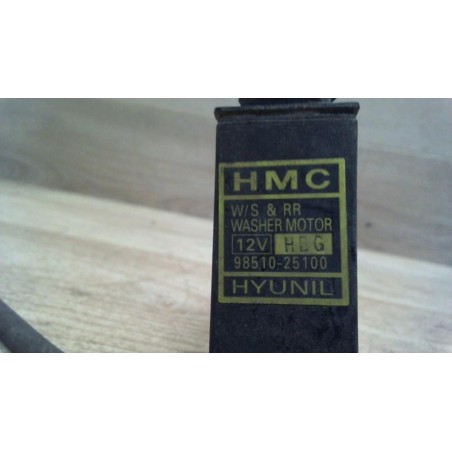 HMC
W/S & RR
WASHER MOTOR
12V
98510-25100
HYUNIL